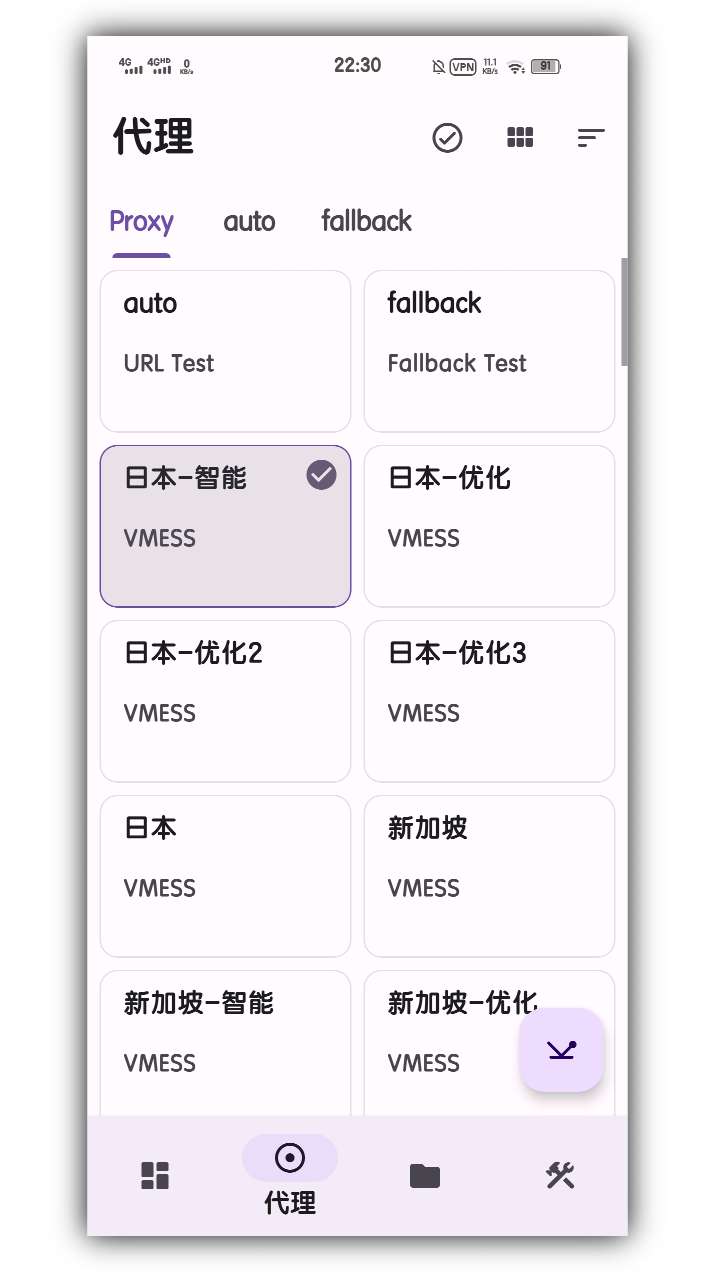 4G 4GHD 0 KB/s 22:30 VPN 11.1 KB/s 91
代理
Proxy auto fallback
auto fallback
URL Test Fallback Test
日本-智能 日本-优化
VMESS VMESS
日本-优化2 日本-优化3
VMESS VMESS
日本 新加坡
VMESS VMESS
新加坡-智能 新加坡-优化
VMESS VMESS
代理